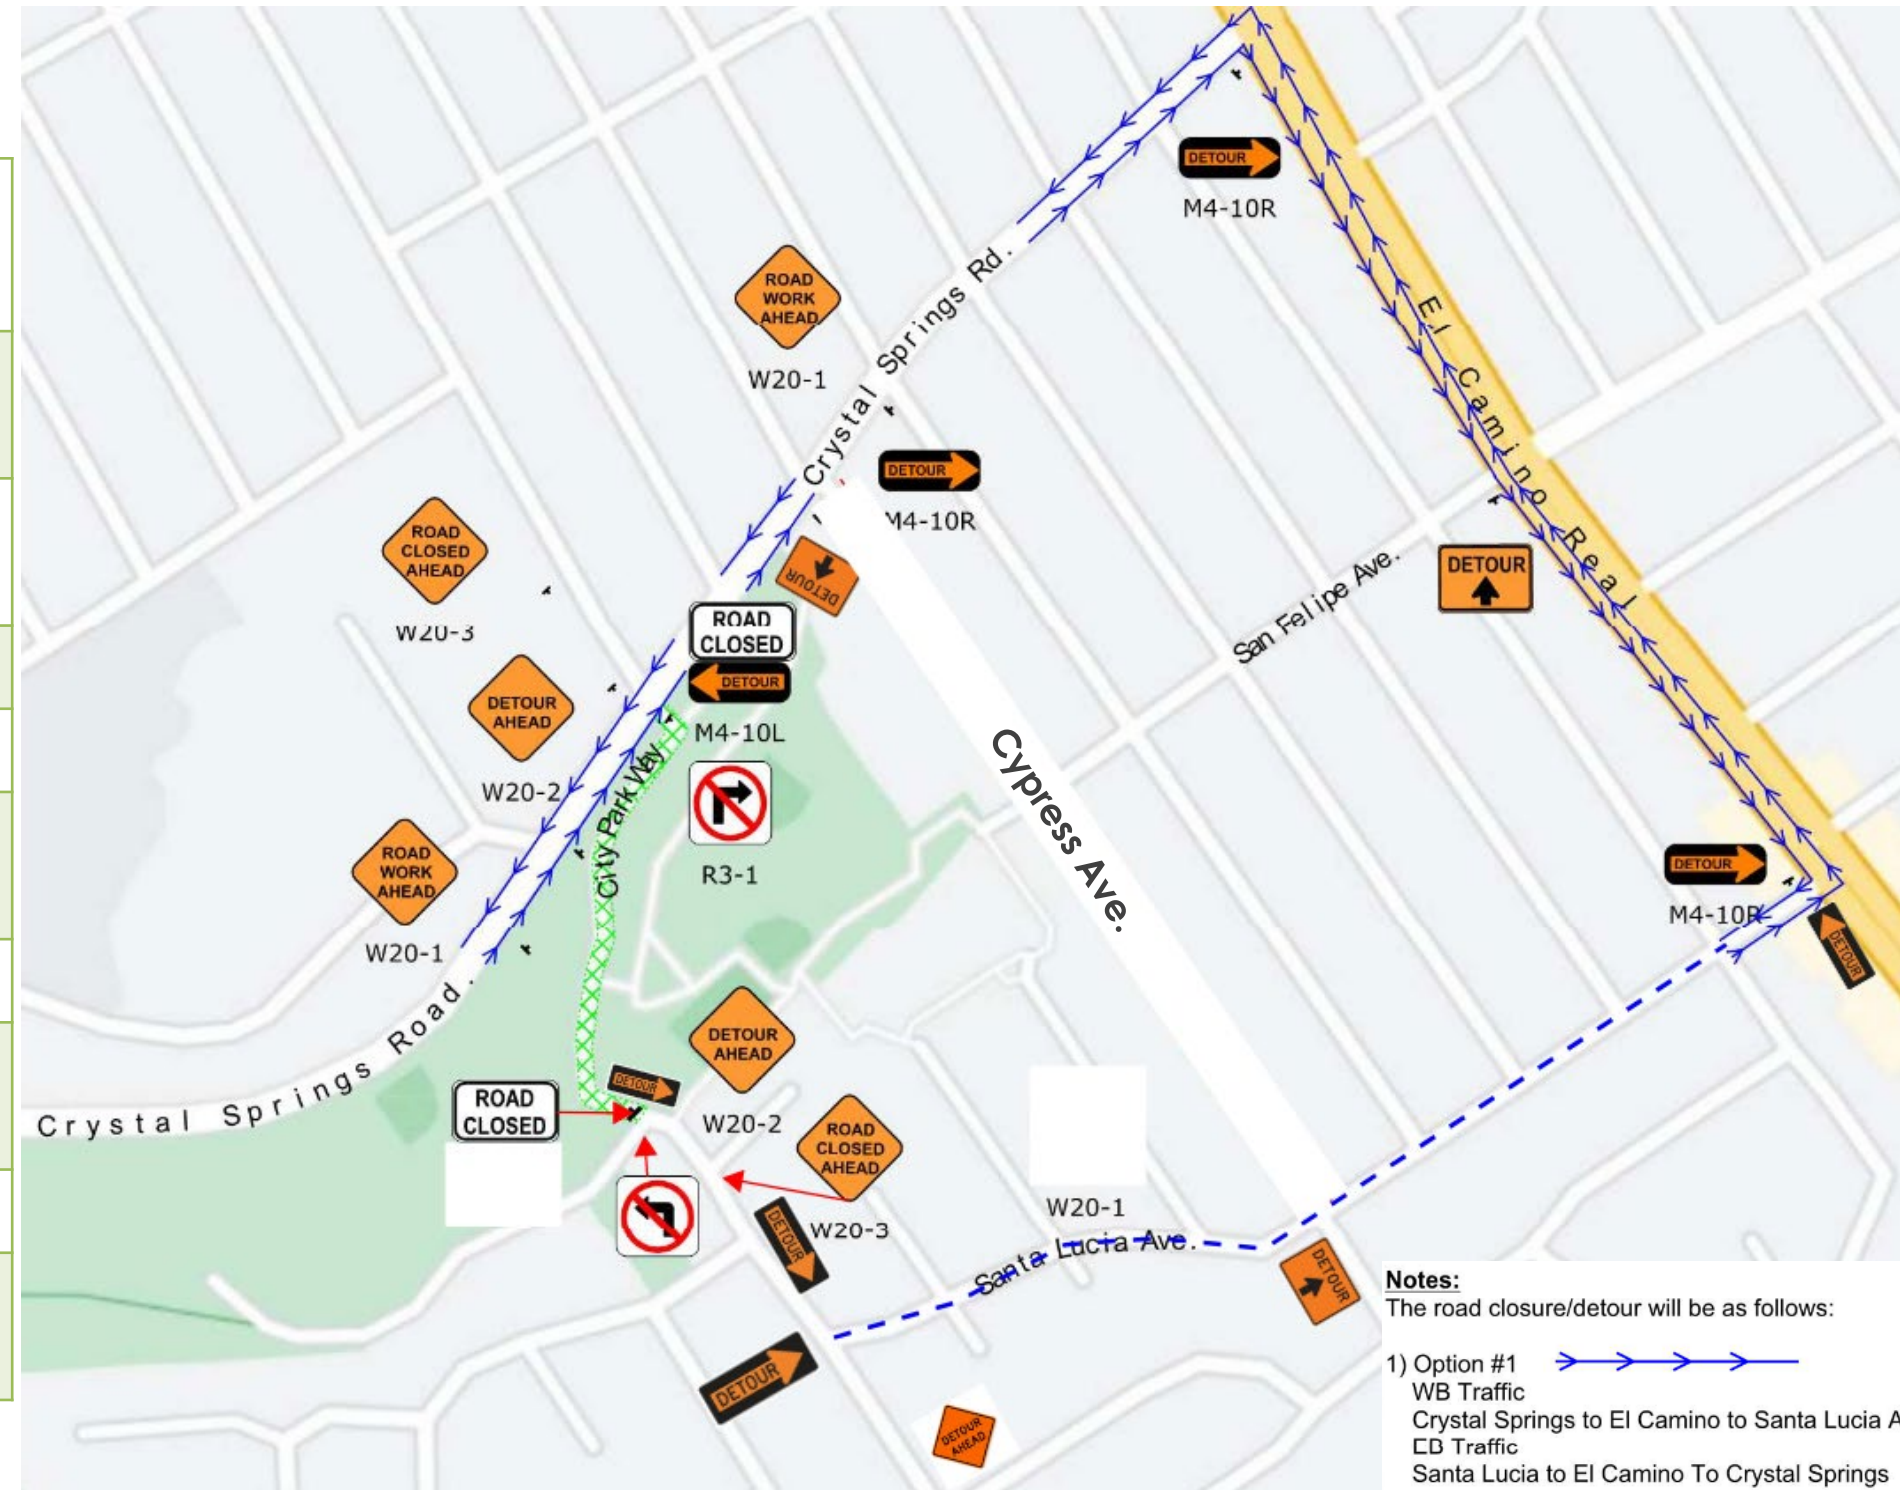 DETOUR
M4-10R
ROAD
WORK
AHEAD
W20-1
Crystal Springs Rd.
El Camino Real
DETOUR
M4-10R
ROAD
CLOSED
AHEAD
W20-3
DETOUR
DETOUR
San Felipe Ave.
ROAD
CLOSED
DETOUR
M4-10L
DETOUR
AHEAD
W20-2
City Park Way
R3-1
Cypress Ave.
ROAD
WORK
AHEAD
W20-1
DETOUR
M4-10R
DETOUR
Crystal Springs Road.
DETOUR
AHEAD
W20-2
DETOUR
ROAD
CLOSED
ROAD
CLOSED
AHEAD
W20-3
W20-1
DETOUR
Santa Lucia Ave.
DETOUR
DETOUR
DETOUR
AHEAD
Notes:
The road closure/detour will be as follows:
1) Option #1
WB Traffic
Crystal Springs to El Camino to Santa Lucia A
EB Traffic
Santa Lucia to El Camino To Crystal Springs